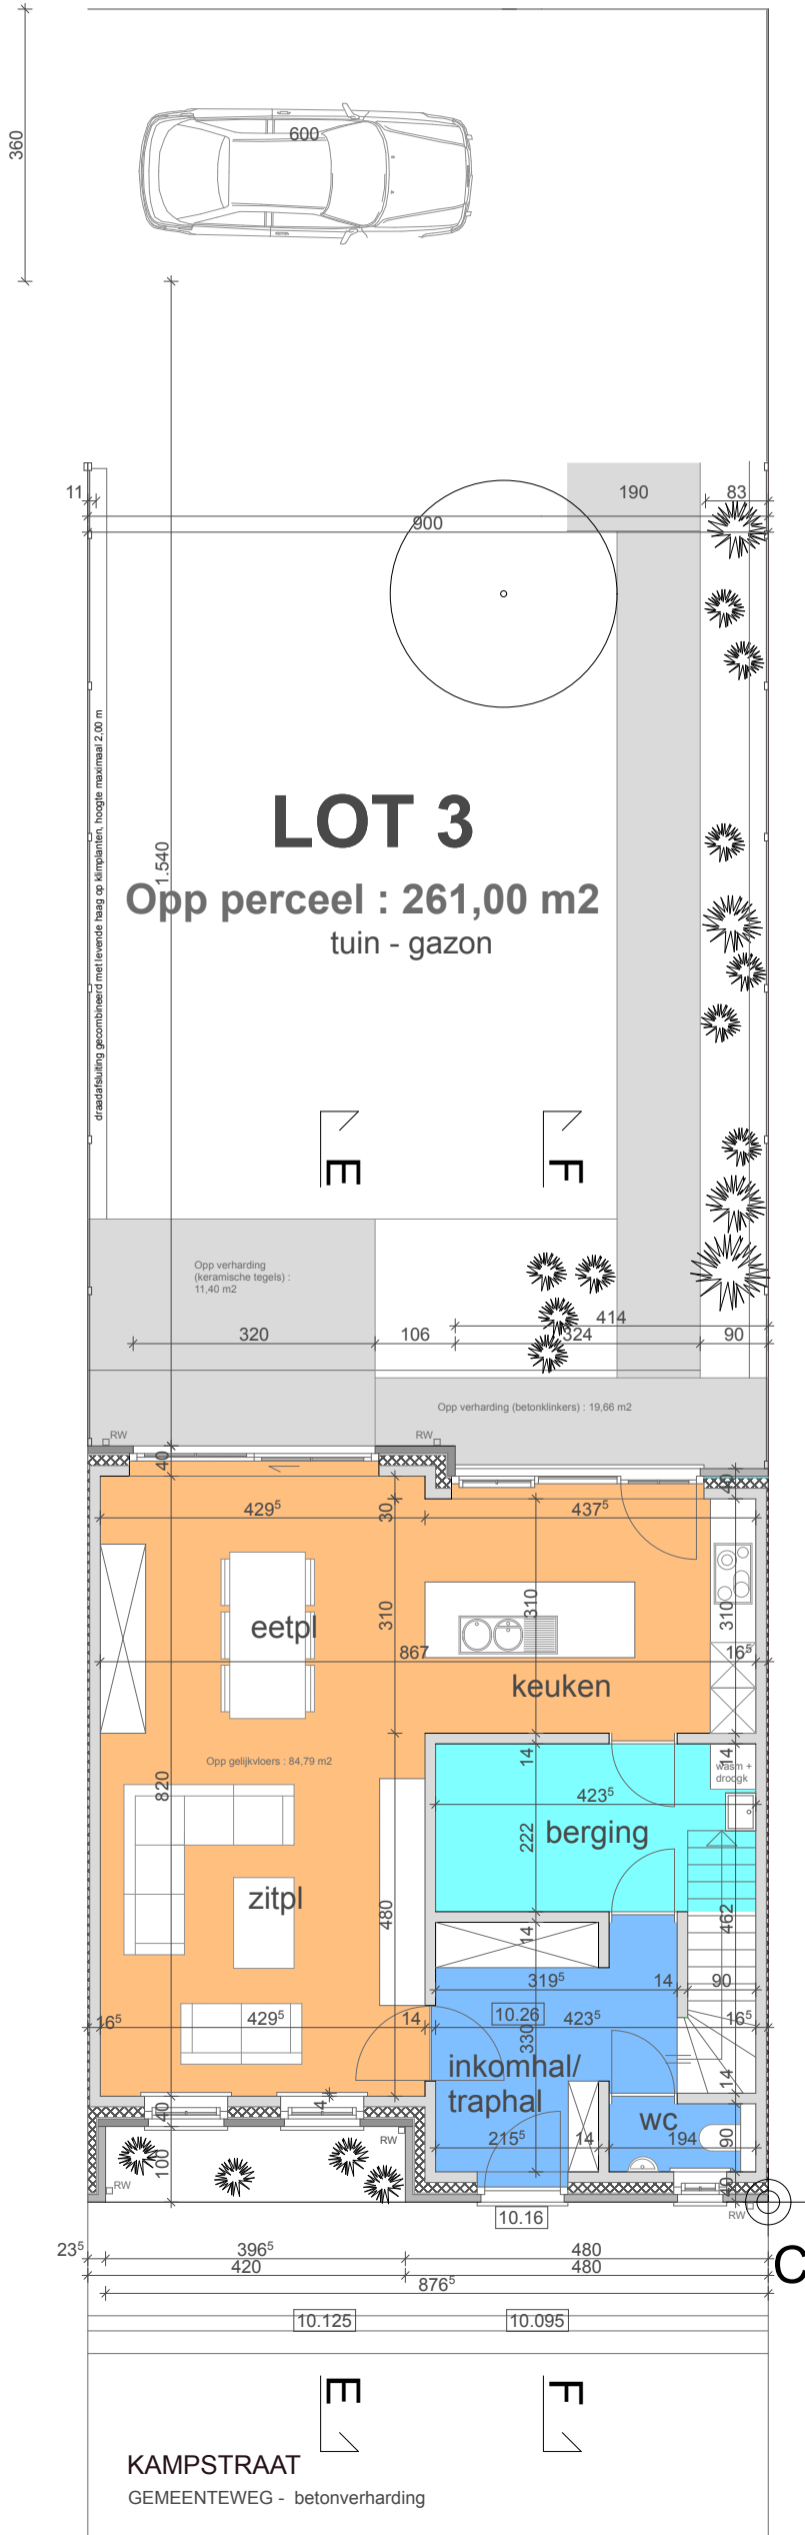 360
600
11
190
83
900
draadafsluiting gecombineerd met levende haag op klimplanten, hoogte maximaal 2,00 m
1.540
LOT 3
Opp perceel : 261,00 m2
tuin - gazon
E
F
Opp verharding
(keramische tegels) :
11,40 m2
414
320
106
324
90
Opp verharding (betonklinkers) : 19,66 m2
RW
RW
40
40
429⁵
30
437⁵
310
310
310
eetpl
867
16⁵
keuken
Opp gelijkvloers : 84,79 m2
14
14
wasm +
droogk
820
423⁵
222
berging
zitpl
480
14
462
319⁵
14
90
16⁵
429⁵
14
10.26
423⁵
16⁵
330
inkomhal/
traphal
14
4
40
wc
100
215⁵
14
194
90
RW
RW
40
10.16
RW
C
23⁵
396⁵
480
420
480
876⁵
10.125
10.095
E
F
KAMPSTRAAT
GEMEENTEWEG - betonverharding